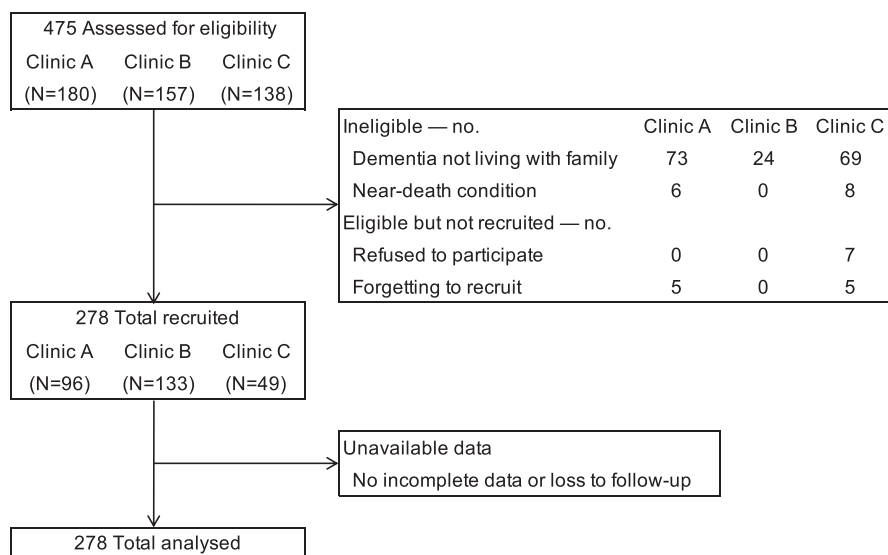 475 Assessed for eligibility
Clinic A Clinic B Clinic C
(N=180) (N=157) (N=138)
Ineligible — no. Clinic A Clinic B Clinic C
Dementia not living with family 73 24 69
Near-death condition 6 0 8
Eligible but not recruited — no.
Refused to participate 0 0 7
Forgetting to recruit 5 0 5
278 Total recruited
Clinic A Clinic B Clinic C
(N=96) (N=133) (N=49)
Unavailable data
No incomplete data or loss to follow-up
278 Total analysed